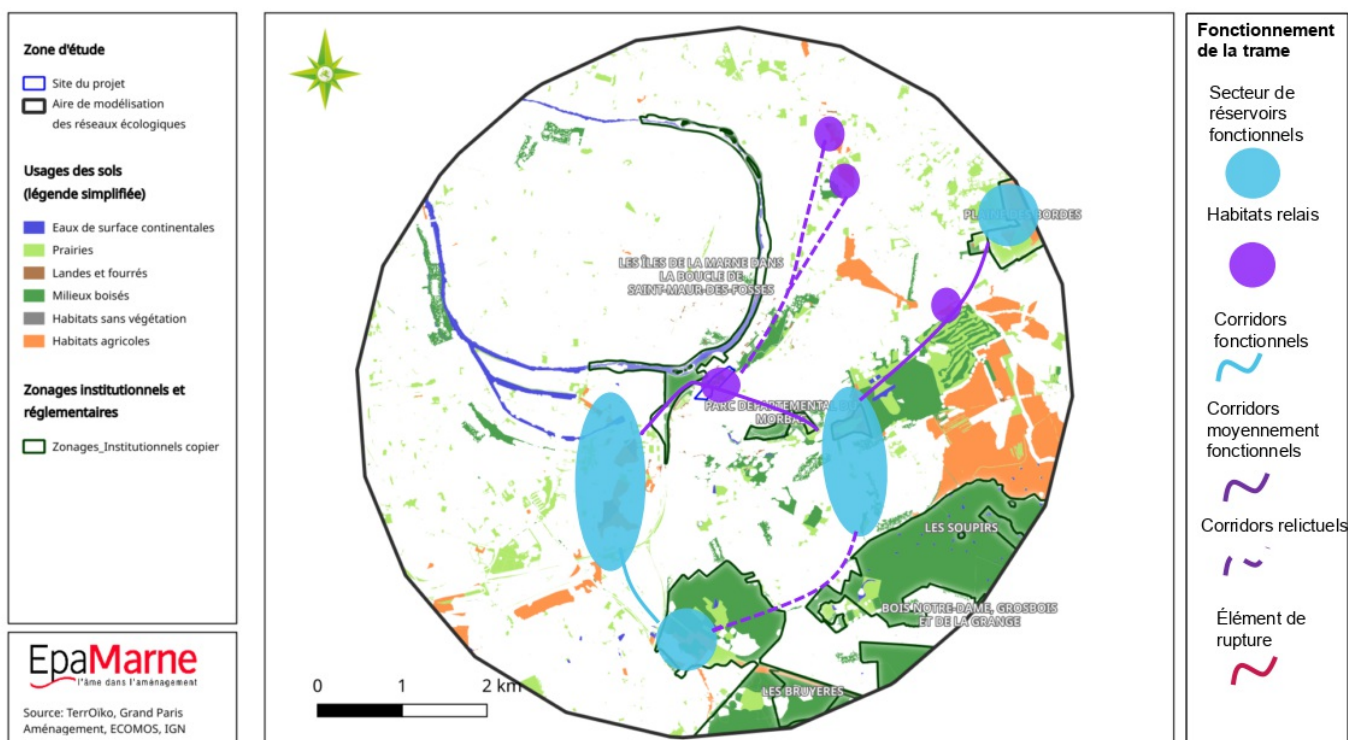 Zone d'étude
Site du projet
Aire de modélisation
des réseaux écologiques
Usages des sols
(légende simplifiée)
Eaux de surface continentales
Prairies
Landes et fourrés
Milieux boisés
Habitats sans végétation
Habitats agricoles
Zonages institutionnels et
réglementaires
Zonages_Institutionnels copier
EpaMarne
l'âme dans l'aménagement
Source: TerrOïko, Grand Paris
Aménagement, ECOMOS, IGN
PLAINE DES BORDES
LES ÎLES DE LA MARNE DANS
LA BOUCLE DE
SAINT-MAUR-DES-FOSSES
PARC DEPARTEMENTAL
MORBRAS
LES SOUPIRS
BOIS NOTRE-DAME, GROSBOIS
ET DE LA GRANGE
LES BRUYERES
0 1 2 km
Fonctionnement
de la trame
Secteur de
réservoirs
fonctionnels
Habitats relais
Corridors
fonctionnels
Corridors
moyennement
fonctionnels
Corridors relictuels
Élément de
rupture